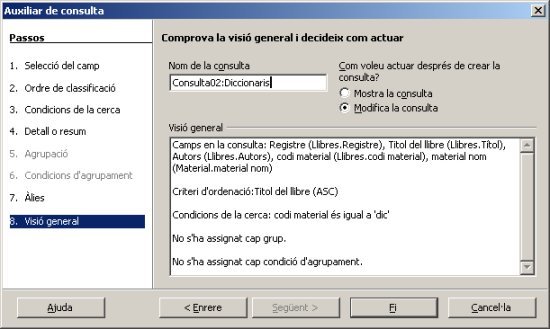 Auxiliar de consulta
Passos
1. Selecció del camp
2. Ordre de classificació
3. Condicions de la cerca
4. Detall o resum
5. Agrupació
6. Condicions d'agrupament
7. Àlies
8. Visió general
Comprova la visió general i decideix com actuar
Nom de la consulta
Consulta02:Diccionaris
Com voleu actuar després de crear la
consulta?
Mostra la consulta
Modifica la consulta
Visió general
Camps en la consulta: Registre (Llibres.Registre), Titol del llibre (Llibres.Títol),
Autors (Llibres.Autors), codi material (Llibres.codi material), material nom
(Material.material nom)
Criteri d'ordenació:Titol del llibre (ASC)
Condicions de la cerca: codi material és igual a 'dic'
No s'ha assignat cap grup.
No s'ha assignat cap condició d'agrupament.
Ajuda
< Enrere
Següent >
Fi
Cancel·la